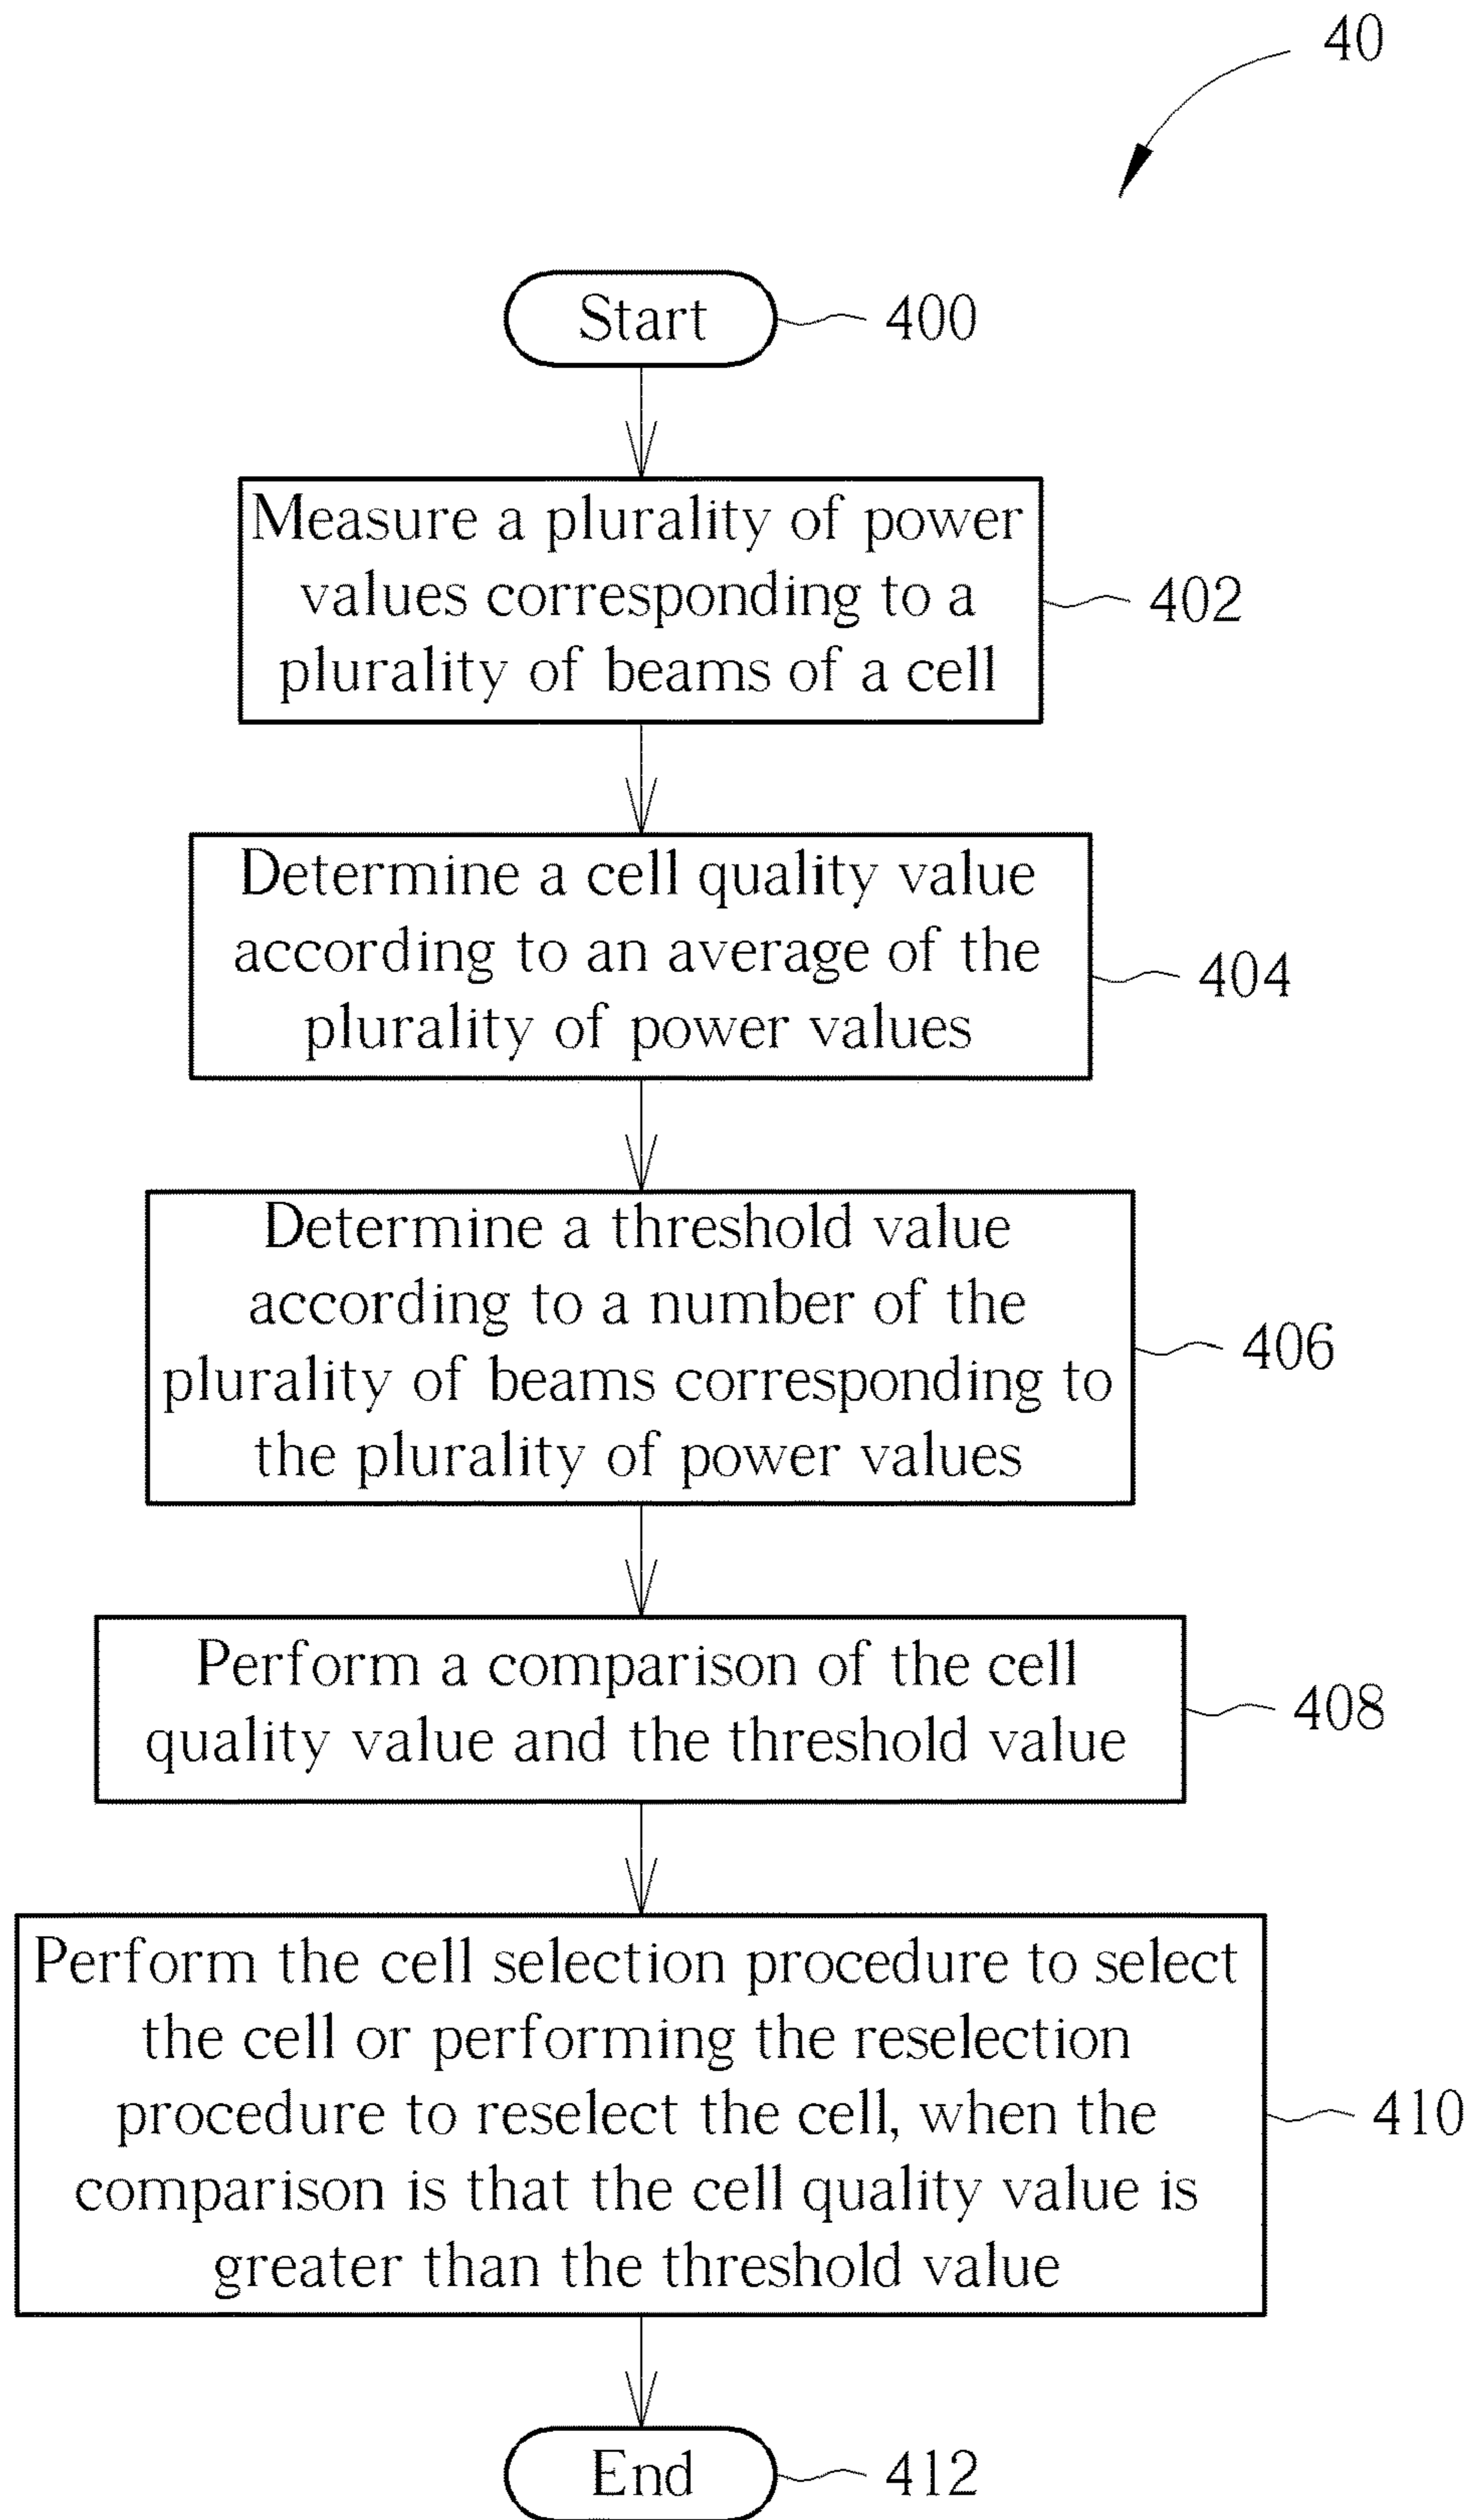 40
Start
400
Measure a plurality of power
values corresponding to a
plurality of beams of a cell
402
Determine a cell quality value
according to an average of the
plurality of power values
404
Determine a threshold value
according to a number of the
plurality of beams corresponding to
the plurality of power values
406
Perform a comparison of the cell
quality value and the threshold value
408
Perform the cell selection procedure to select
the cell or performing the reselection
procedure to reselect the cell, when the
comparison is that the cell quality value is
greater than the threshold value
410
End
412